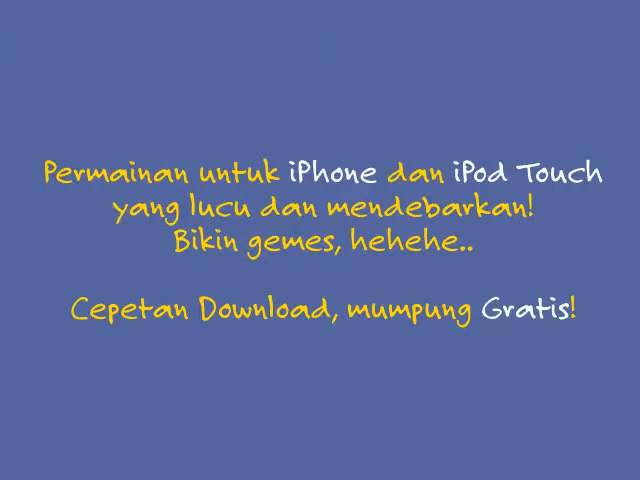 Permainan untuk iPhone dan iPod Touch
yang lucu dan mendebarkan!
Bikin gemes, hehehe..
Cepetan Download, mumpung Gratis!